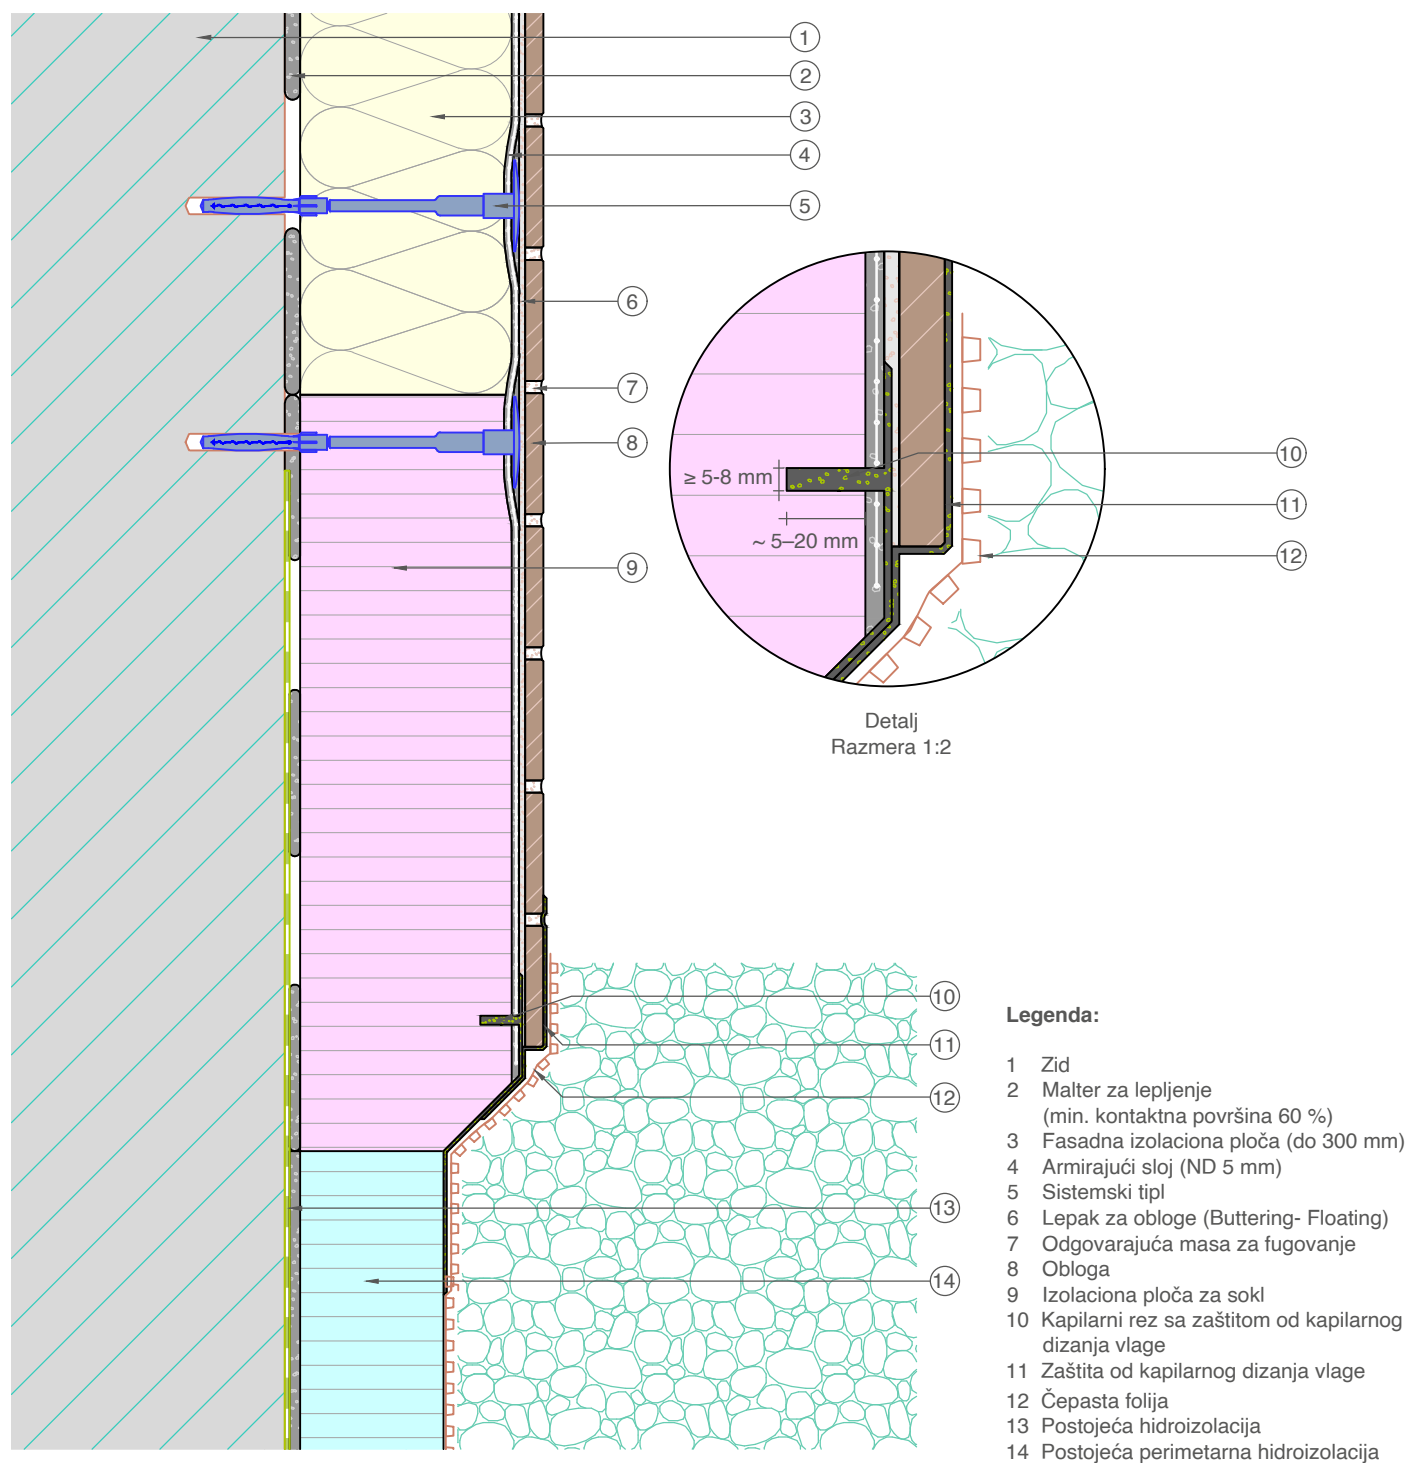 1
2
3
4
5
6
7
8
9
≥ 5-8 mm
~ 5–20 mm
10
11
12
Detalj
Razmera 1:2
10
11
12
13
14
Legenda:
1 Zid
2 Malter za lepljenje
(min. kontaktna površina 60 %)
3 Fasadna izolaciona ploča (do 300 mm)
4 Armirajući sloj (ND 5 mm)
5 Sistemski tipl
6 Lepak za obloge (Buttering- Floating)
7 Odgovarajuća masa za fugovanje
8 Obloga
9 Izolaciona ploča za sokl
10 Kapilarni rez sa zaštitom od kapilarnog
dizanja vlage
11 Zaštita od kapilarnog dizanja vlage
12 Čepasta folija
13 Postojeća hidroizolacija
14 Postojeća perimetarna hidroizolacija